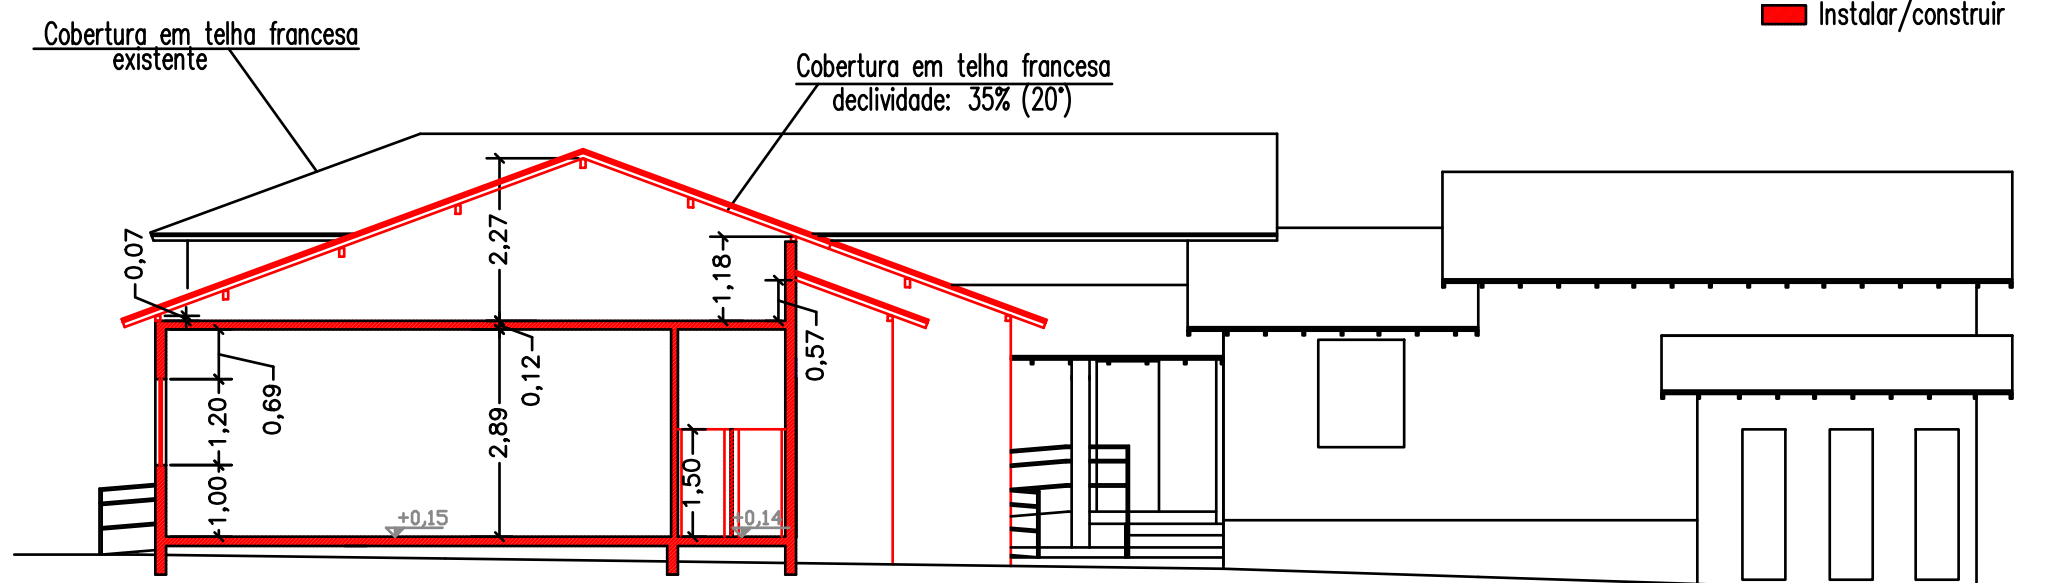 Instalar/construir
Cobertura em telha francesa
existente
Cobertura em telha francesa
declividade: 35% (20°)
0,07
2,27
1,18
0,57
0,12
0,69
1,20
2,89
1,00
1,50
+0,15
+0,14